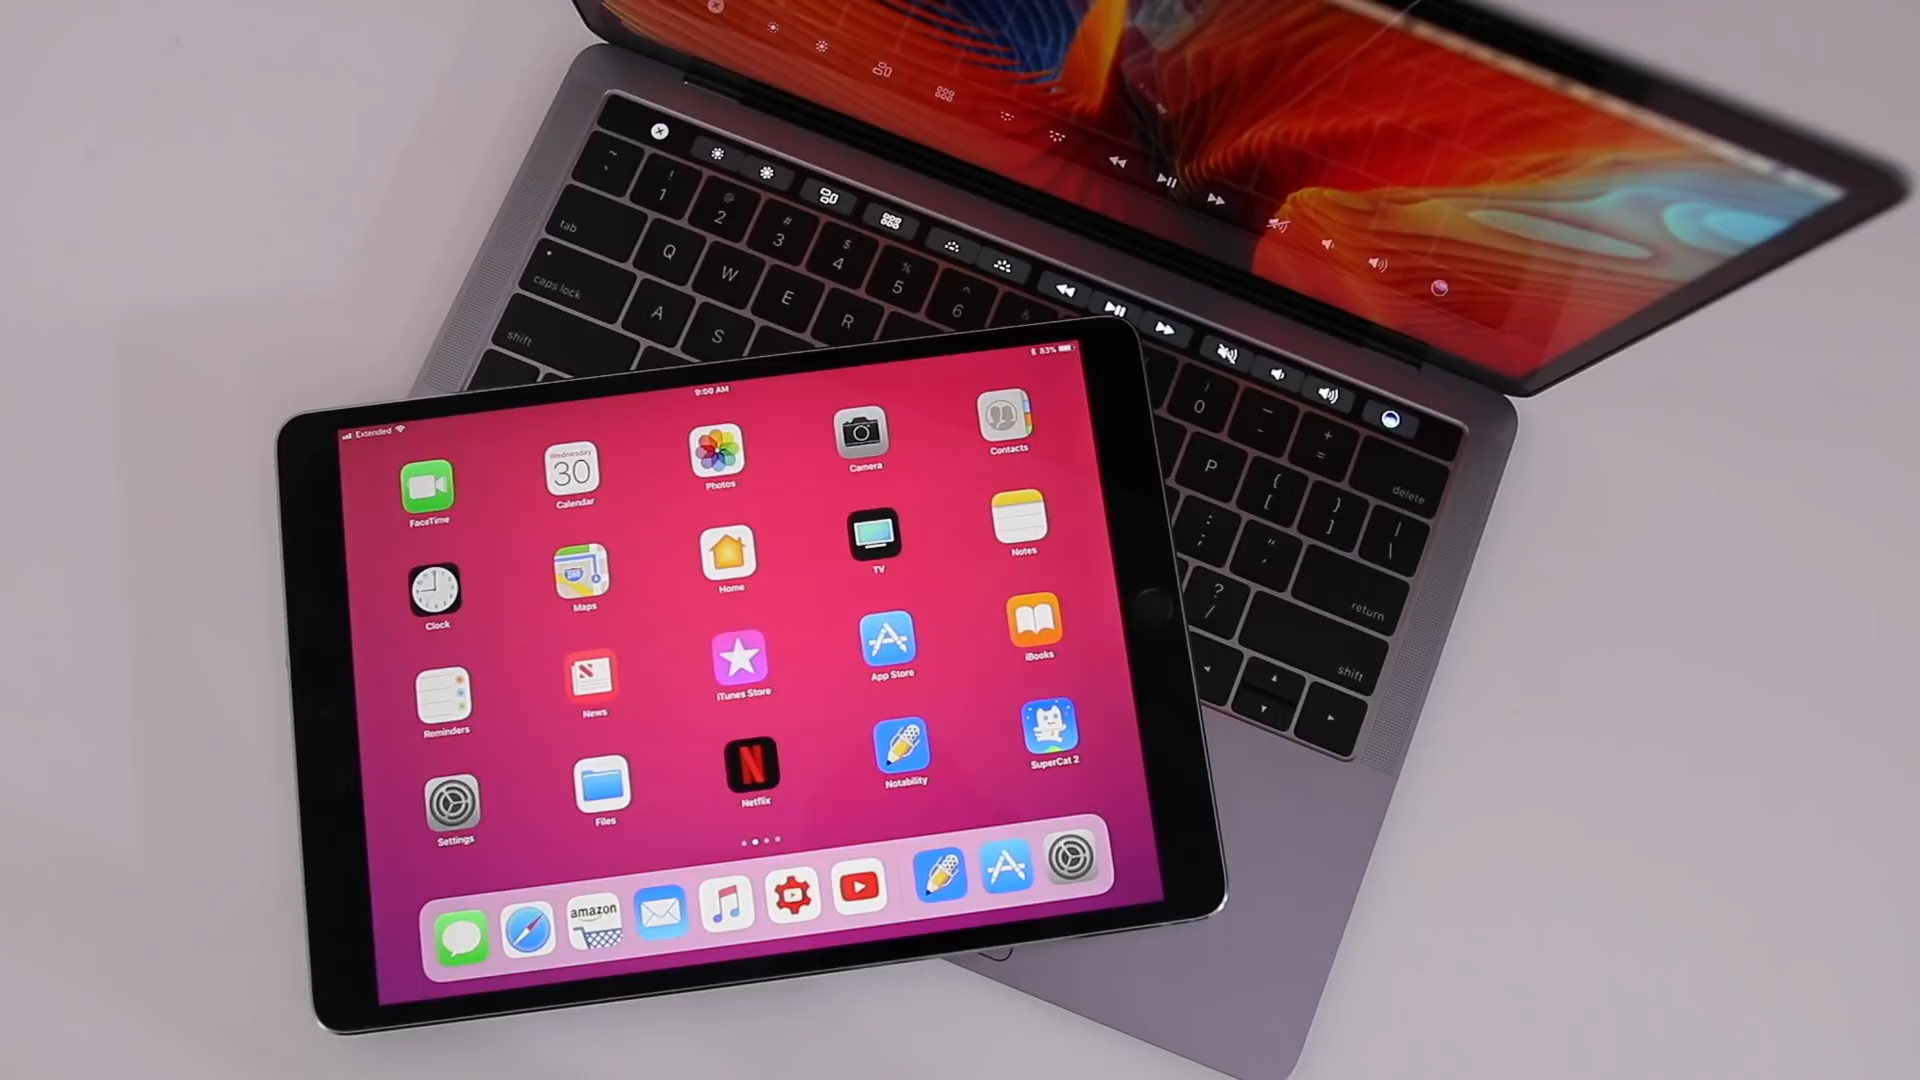 ~
`
!
1
@
2
#
3
$
4
%
5
^
6
&
tab
Q
W
E
R
caps lock
A
S
shift
)
0
_
-
+
=
delete
P
{
[
}
]
|
\
:
;
"
'
return
?
/
shift
Extended
9:00 AM
83%
FaceTime
Wednesday
30
Calendar
Photos
Camera
Contacts
Clock
Maps
Home
TV
Notes
Reminders
News
iTunes Store
App Store
iBooks
Settings
Files
N
Netflix
Notability
SuperCat 2
amazon